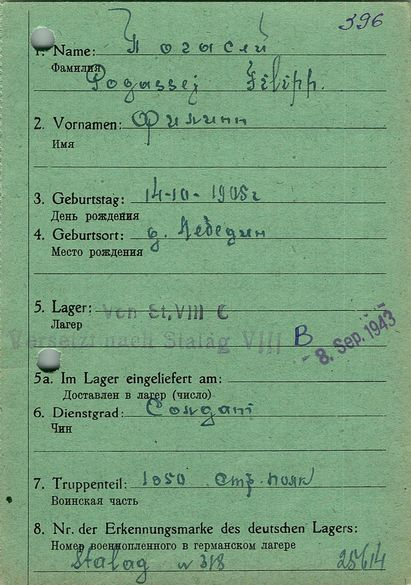 396
1. Name: Погасей
Фамилия
Pogassej Filipp.
2. Vornamen: Филипп
Имя
3. Geburtstag: 14-10-1905г
День рождения
4. Geburtsort: д. Лебедин
Место рождения
5. Lager: Von St. VIII C
Лагер
Versetzt nach Stalag VIII B - 8. Sep. 1943
5a. Im Lager eingeliefert am:
Доставлен в лагер (число)
6. Dienstgrad: Солдат
Чин
7. Truppenteil: 1050 стр. полк
Воинская часть
8. Nr. der Erkennungsmarke des deutschen Lagers:
Номер военнопленного в германском лагере
Stalag N 318 25614